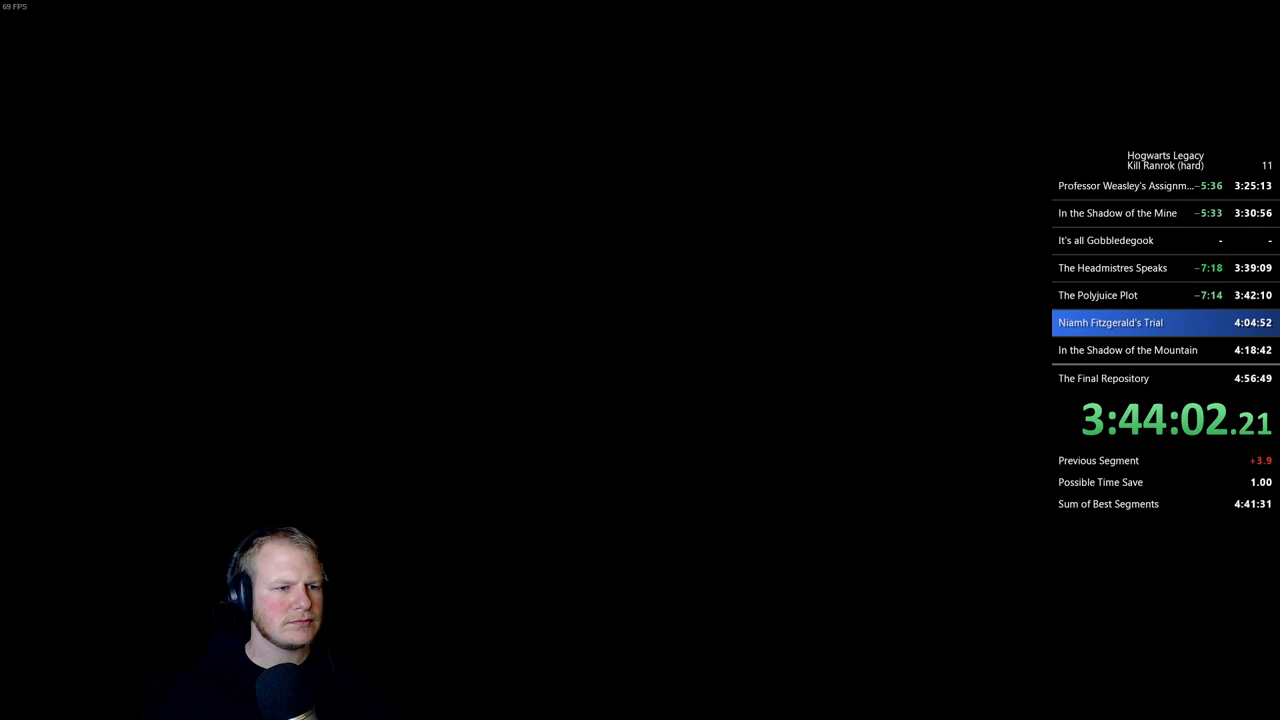 69 FPS
Hogwarts Legacy
Kill Ranrok (hard) 11
Professor Weasley's Assignm... −5:36 3:25:13
In the Shadow of the Mine −5:33 3:30:56
It's all Gobbledegook - -
The Headmistres Speaks −7:18 3:39:09
The Polyjuice Plot −7:14 3:42:10
Niamh Fitzgerald's Trial 4:04:52
In the Shadow of the Mountain 4:18:42
The Final Repository 4:56:49
3:44:02.21
Previous Segment +3.9
Possible Time Save 1.00
Sum of Best Segments 4:41:31